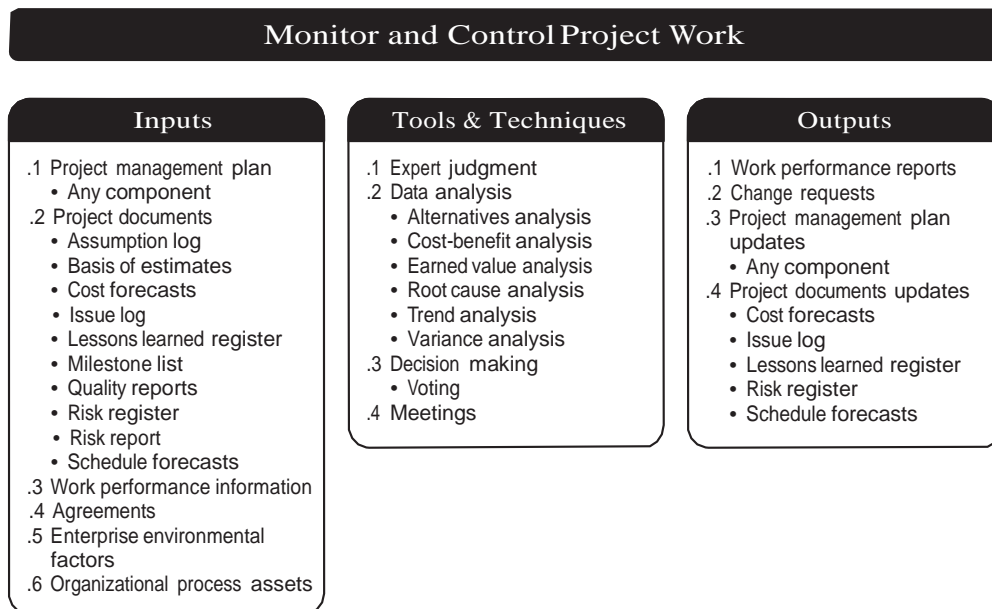 Monitor and Control Project Work
Inputs
.1 Project management plan
• Any component
.2 Project documents
• Assumption log
• Basis of estimates
• Cost forecasts
• Issue log
• Lessons learned register
• Milestone list
• Quality reports
• Risk register
• Risk report
• Schedule forecasts
.3 Work performance information
.4 Agreements
.5 Enterprise environmental
factors
.6 Organizational process assets
Tools & Techniques
.1 Expert judgment
.2 Data analysis
• Alternatives analysis
• Cost-benefit analysis
• Earned value analysis
• Root cause analysis
• Trend analysis
• Variance analysis
.3 Decision making
• Voting
.4 Meetings
Outputs
.1 Work performance reports
.2 Change requests
.3 Project management plan
updates
• Any component
.4 Project documents updates
• Cost forecasts
• Issue log
• Lessons learned register
• Risk register
• Schedule forecasts